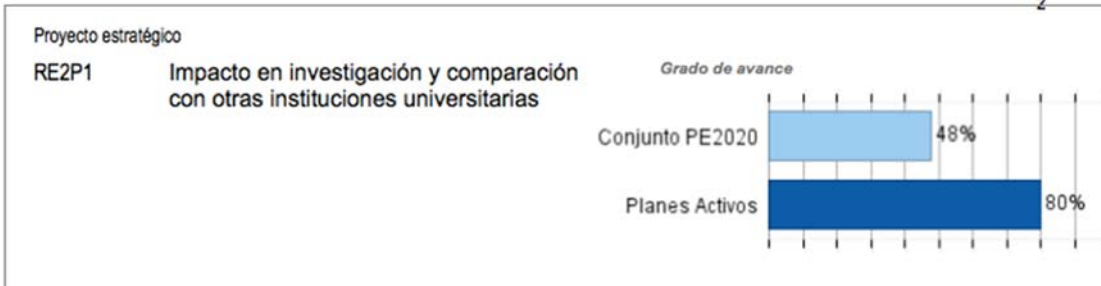 2
Proyecto estratégico
RE2P1 Impacto en investigación y comparación
con otras instituciones universitarias
Grado de avance
Conjunto PE2020 48%
Planes Activos 80%